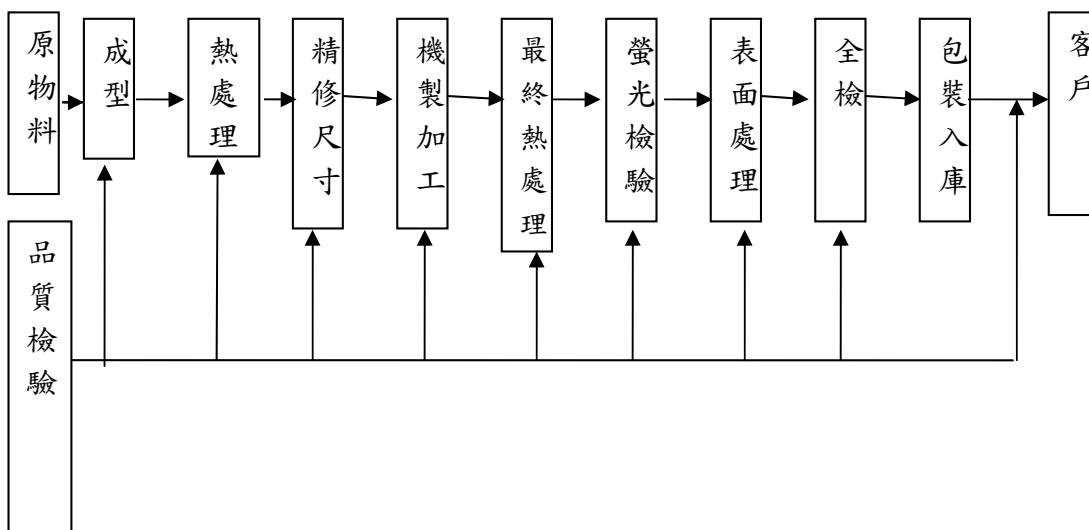 原物料
成型
熱處理
精修尺寸
機製加工
最終熱處理
螢光檢驗
表面處理
全檢
包裝入庫
客戶
品質檢驗